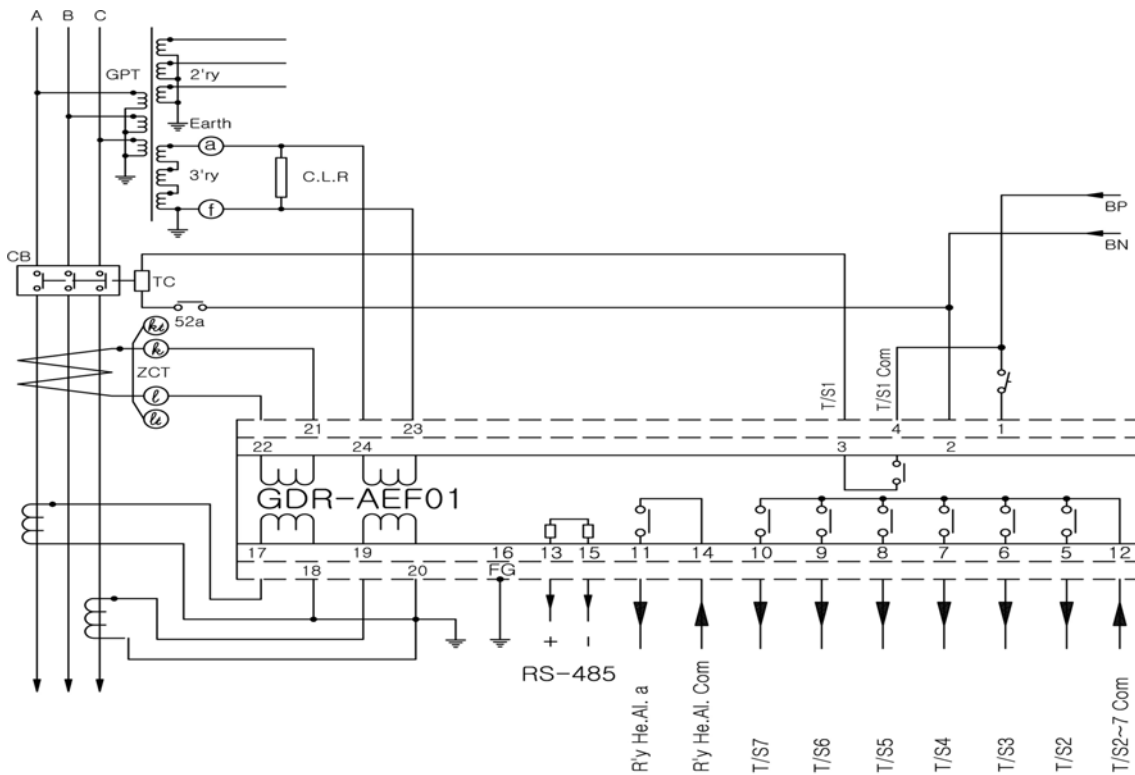 A B C
GPT 2'ry
Earth
a
3'ry C.L.R
f
BP
BN
CB
TC
52a
kt
k
ZCT
l
lt
T/S1 T/S1 Com
21 23 4 1
22 24 3 2
GDR-AEF01
17 19 16 13 15 11 14 10 9 8 7 6 5 12
18 20 FG
+ -
RS-485
R'y He.Al. a
R'y He.Al. Com
T/S7
T/S6
T/S5
T/S4
T/S3
T/S2
T/S2~7 Com